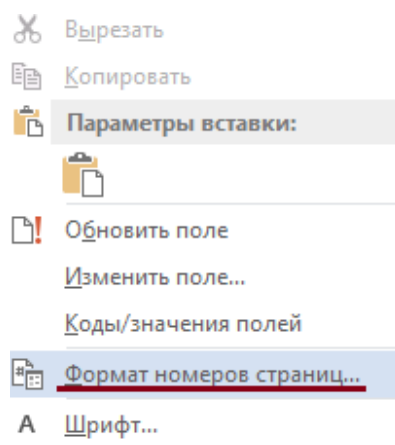 Вырезать
Копировать
Параметры вставки:
Обновить поле
Изменить поле...
Коды/значения полей
Формат номеров страниц...
Шрифт...